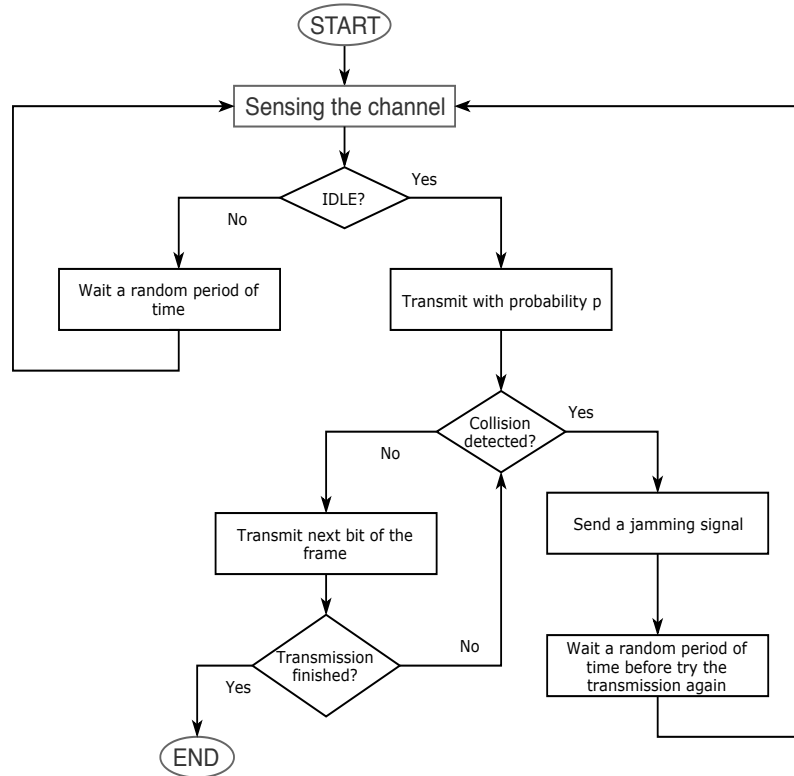 START
Sensing the channel
IDLE?
Yes
No
Wait a random period of
time
Transmit with probability p
Collision
detected?
Yes
No
Transmit next bit of the
frame
Send a jamming signal
Transmission
finished?
No
Yes
Wait a random period of
time before try the
transmission again
END